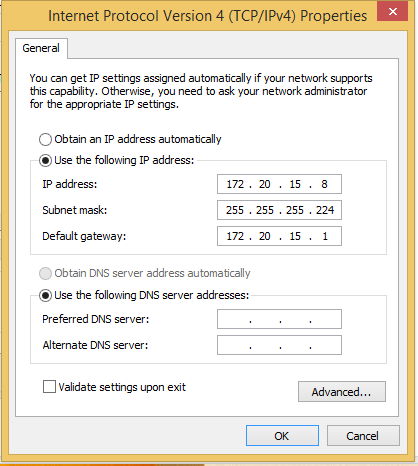 Internet Protocol Version 4 (TCP/IPv4) Properties
General
You can get IP settings assigned automatically if your network supports
this capability. Otherwise, you need to ask your network administrator
for the appropriate IP settings.
Obtain an IP address automatically
Use the following IP address:
IP address: 172 . 20 . 15 . 8
Subnet mask: 255 . 255 . 255 . 224
Default gateway: 172 . 20 . 15 . 1
Obtain DNS server address automatically
Use the following DNS server addresses:
Preferred DNS server: . . .
Alternate DNS server: . . .
Validate settings upon exit
Advanced...
OK Cancel